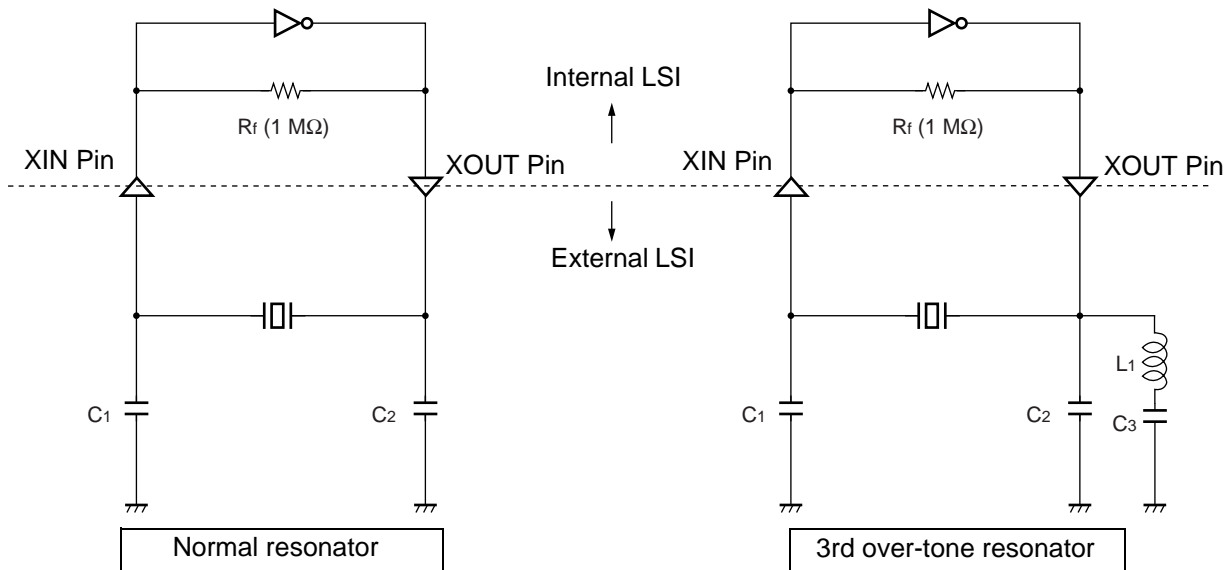 Rf (1 MΩ)
XIN Pin
XOUT Pin
C1
C2
Normal resonator
Internal LSI
External LSI
Rf (1 MΩ)
XIN Pin
XOUT Pin
C1
C2
L1
C3
3rd over-tone resonator